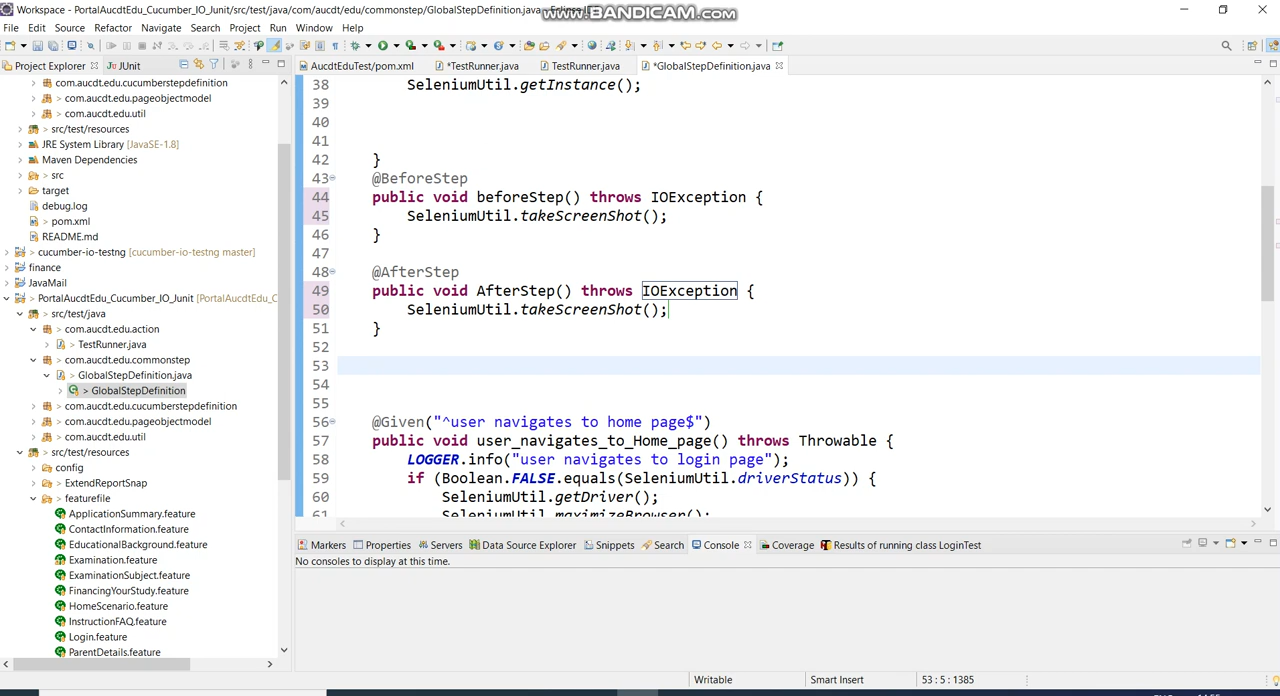 Workspace - PortalAucdtEdu_Cucumber_IO_Junit/src/test/java/com/aucdt/edu/commonstep/GlobalStepDefinition.java -
www.BANDICAM.com
File Edit Source Refactor Navigate Search Project Run Window Help
Project Explorer JUnit
AucdtEduTest/pom.xml *TestRunner.java TestRunner.java *GlobalStepDefinition.java
com.aucdt.edu.cucumberstepdefinition
> com.aucdt.edu.pageobjectmodel
> com.aucdt.edu.util
> src/test/resources
JRE System Library [JavaSE-1.8]
Maven Dependencies
> src
target
debug.log
> pom.xml
README.md
> cucumber-io-testng [cucumber-io-testng master]
finance
JavaMail
> PortalAucdtEdu_Cucumber_IO_Junit [PortalAucdtEdu_C
> src/test/java
> com.aucdt.edu.action
> TestRunner.java
> com.aucdt.edu.commonstep
> GlobalStepDefinition.java
> GlobalStepDefinition
> com.aucdt.edu.cucumberstepdefinition
> com.aucdt.edu.pageobjectmodel
> com.aucdt.edu.util
> src/test/resources
config
> ExtendReportSnap
> featurefile
ApplicationSummary.feature
ContactInformation.feature
EducationalBackground.feature
Examination.feature
ExaminationSubject.feature
FinancingYourStudy.feature
HomeScenario.feature
InstructionFAQ.feature
Login.feature
ParentDetails.feature
38 SeleniumUtil.getInstance();
39
40
41
42 }
43 @BeforeStep
44 public void beforeStep() throws IOException {
45 SeleniumUtil.takeScreenShot();
46 }
47
48 @AfterStep
49 public void AfterStep() throws IOException {
50 SeleniumUtil.takeScreenShot();
51 }
52
53
54
55
56 @Given("^user navigates to home page$")
57 public void user_navigates_to_Home_page() throws Throwable {
58 LOGGER.info("user navigates to login page");
59 if (Boolean.FALSE.equals(SeleniumUtil.driverStatus)) {
60 SeleniumUtil.getDriver();
61 SeleniumUtil.maximizeBrowser();
Markers Properties Servers Data Source Explorer Snippets Search Console Coverage Results of running class LoginTest
No consoles to display at this time.
Writable Smart Insert 53 : 5 : 1385